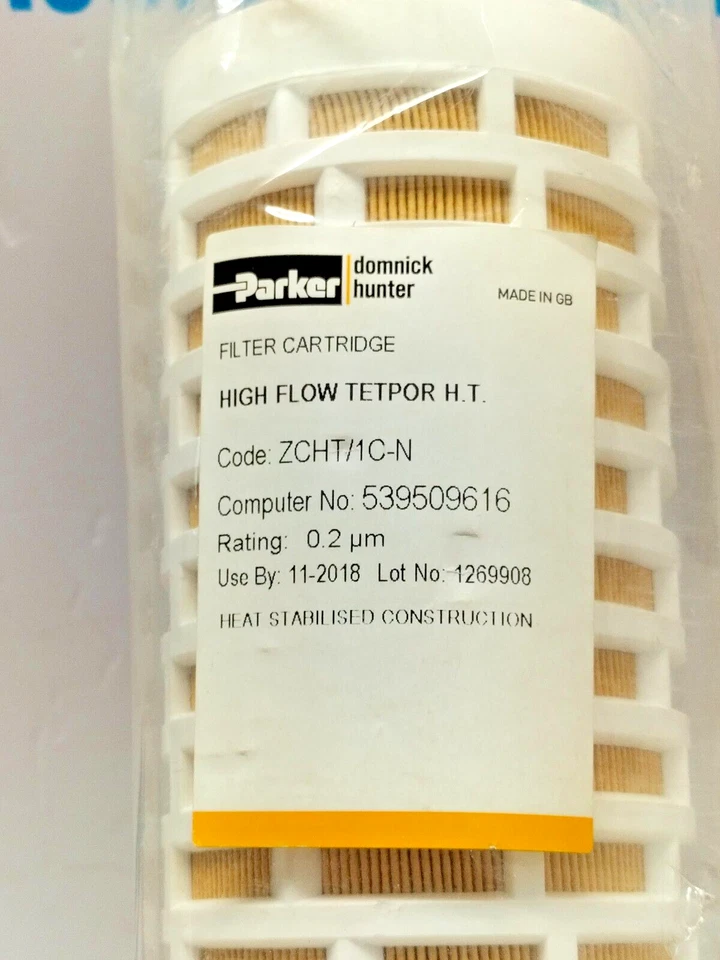 Parker domnick hunter
MADE IN GB
FILTER CARTRIDGE
HIGH FLOW TETPOR H.T.
Code: ZCHT/1C-N
Computer No: 539509616
Rating: 0.2 µm
Use By: 11-2018 Lot No: 1269908
HEAT STABILISED CONSTRUCTION